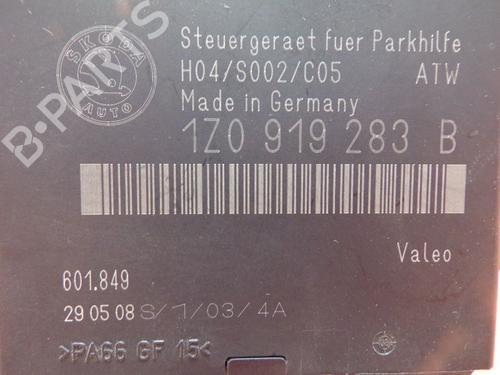 SKODA
AUTO
Steuergeraet fuer Parkhilfe
H04/S002/C05 ATW
Made in Germany
1Z0 919 283 B
Valeo
601.849
29 05 08 S/1/03/4A
>PA66 GF 15<
B-PARTS